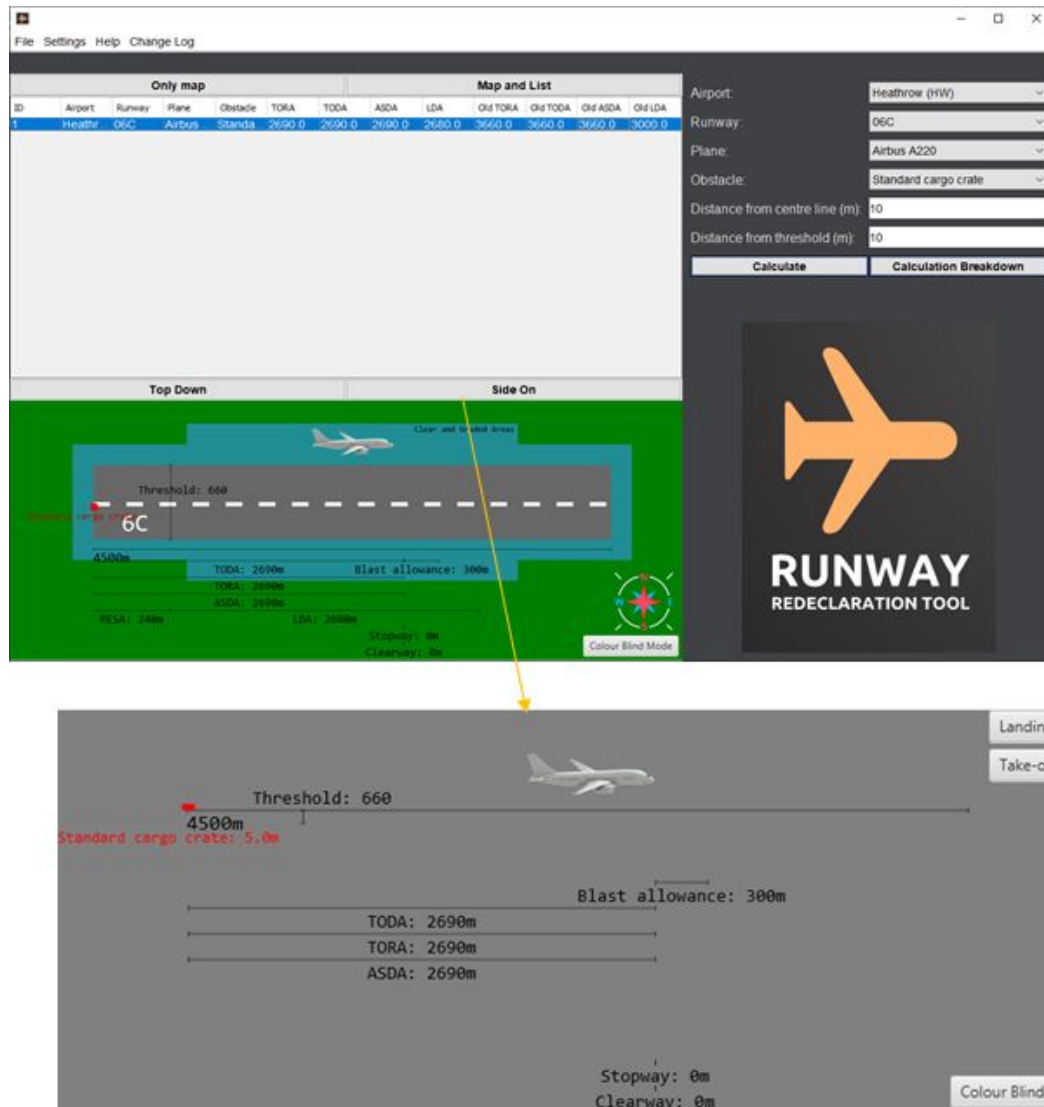 File Settings Help Change Log
Only map Map and List
ID Airport Runway Plane Obstacle TORA TODA ASDA LDA Old TORA Old TODA Old ASDA Old LDA
1 Heathr 06C Airbus Standa 2690.0 2690.0 2690.0 2680.0 3660.0 3660.0 3660.0 3000.0
Airport: Heathrow (HW)
Runway: 06C
Plane: Airbus A220
Obstacle: Standard cargo crate
Distance from centre line (m): 10
Distance from threshold (m): 10
Calculate Calculation Breakdown
Top Down Side On
Clear and Graded Areas
Threshold: 660
Standard cargo crate
6C
4500m
TODA: 2690m Blast allowance: 300m
TORA: 2690m
ASDA: 2690m
RESA: 240m LDA: 2680m
Stopway: 0m
Clearway: 0m
N
W E
S
Colour Blind Mode
RUNWAY
REDECLARATION TOOL
Landin
Take-o
Threshold: 660
4500m
Standard cargo crate: 5.0m
Blast allowance: 300m
TODA: 2690m
TORA: 2690m
ASDA: 2690m
Stopway: 0m
Clearway: 0m
Colour Blind